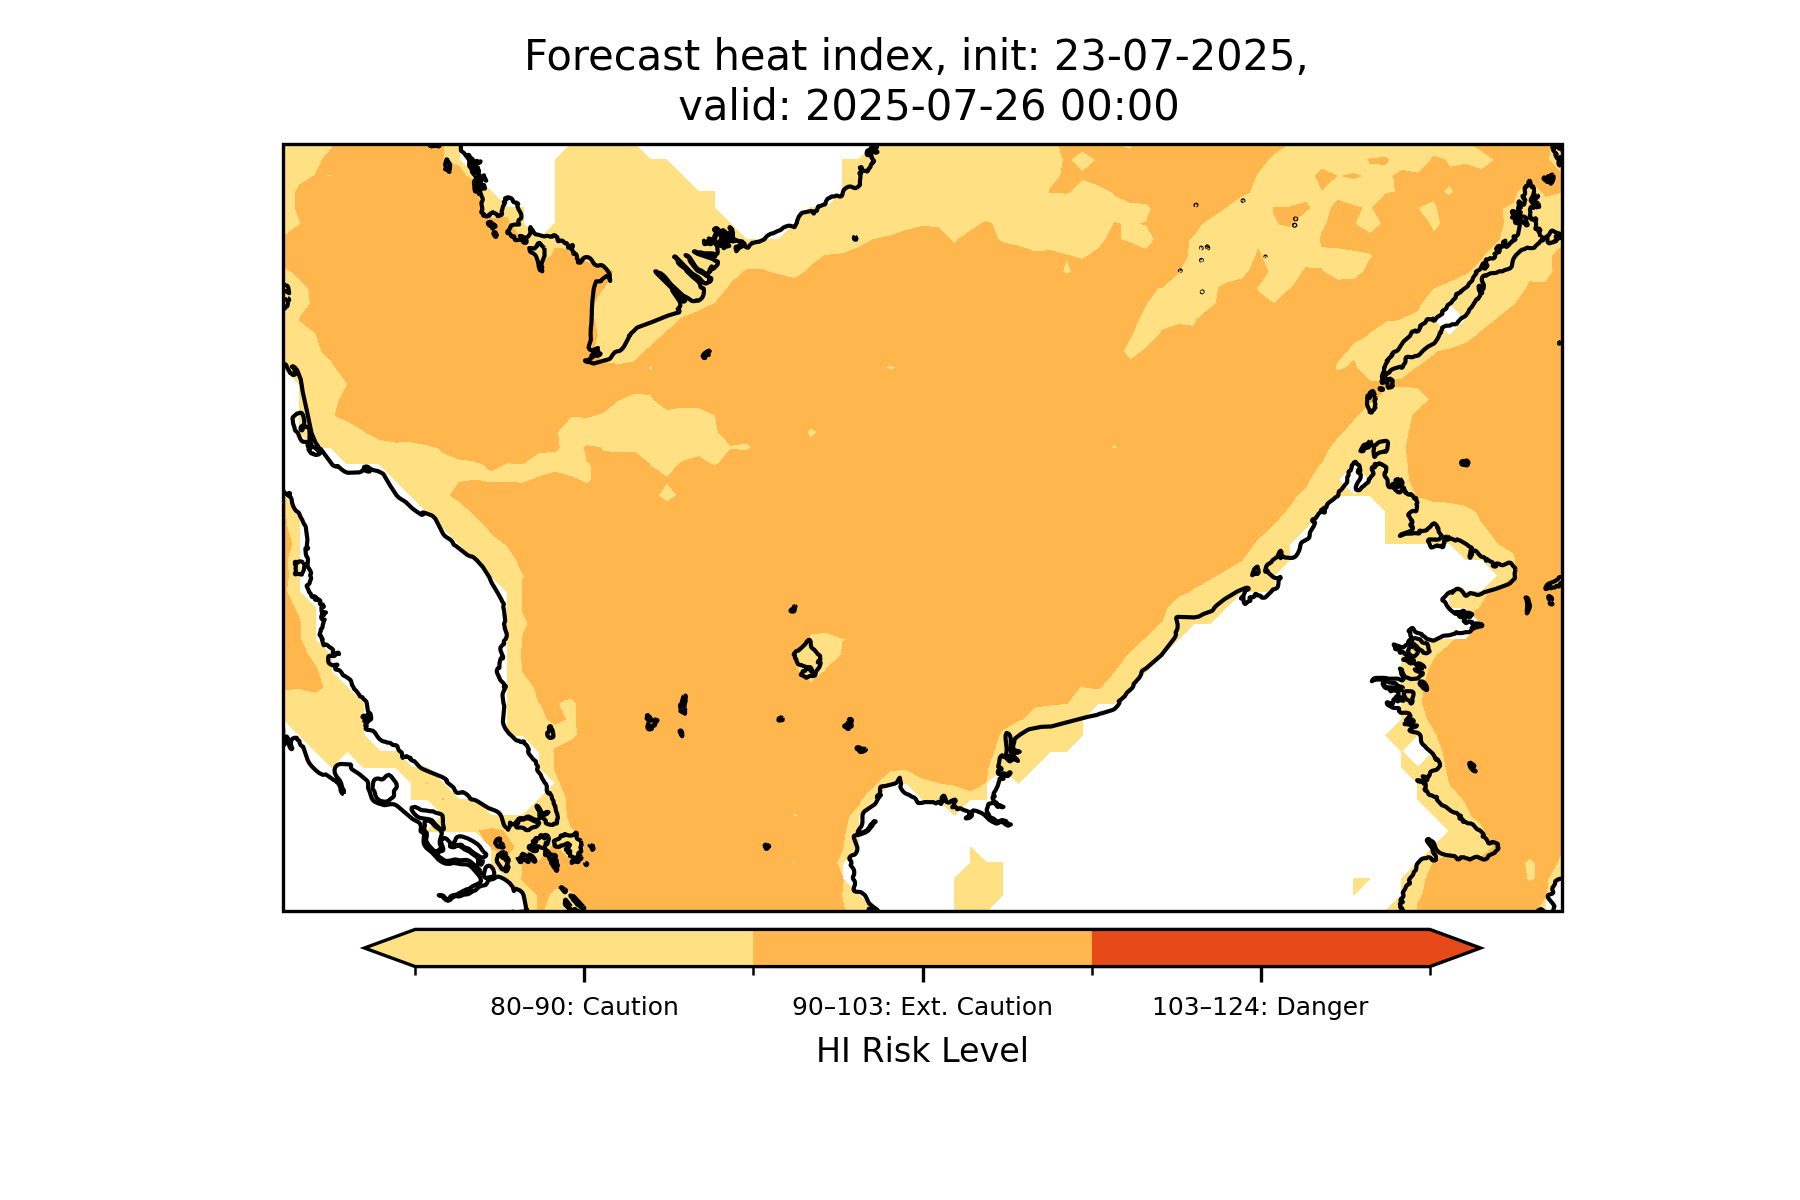 Forecast heat index, init: 23-07-2025,
valid: 2025-07-26 00:00
80–90: Caution
90–103: Ext. Caution
103–124: Danger
HI Risk Level